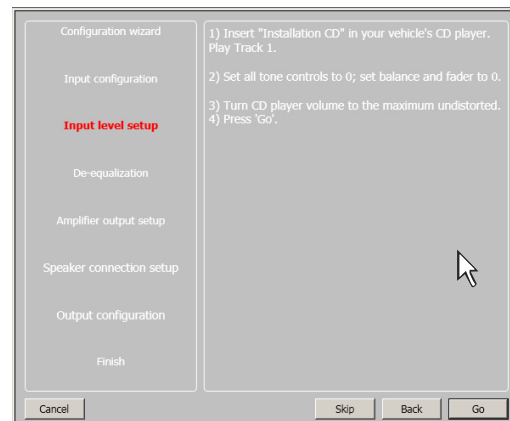 Configuration wizard
Input configuration
Input level setup
De-equalization
Amplifier output setup
Speaker connection setup
Output configuration
Finish
1) Insert "Installation CD" in your vehicle's CD player.
Play Track 1.
2) Set all tone controls to 0; set balance and fader to 0.
3) Turn CD player volume to the maximum undistorted.
4) Press 'Go'.
Cancel
Skip
Back
Go